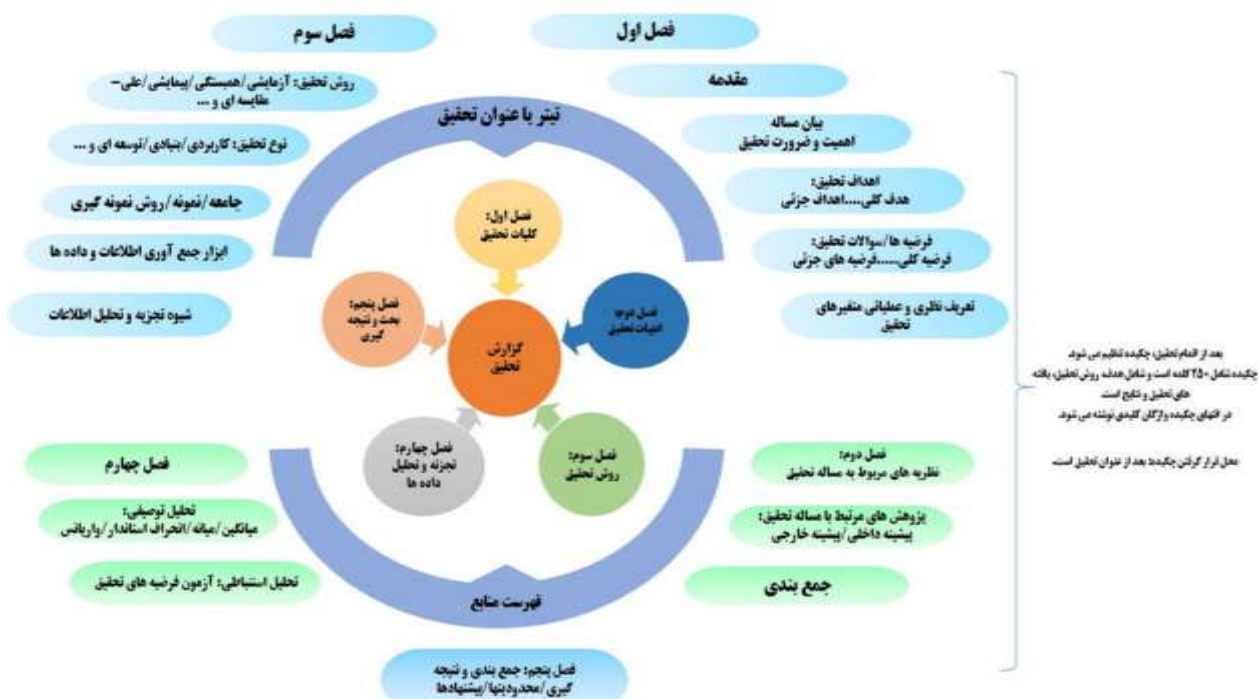 فصل اول
مقدمه
بیان مساله
اهمیت و ضرورت تحقیق
اهداف تحقیق:
هدف کلی....اهداف جزئی
فرضیه ها/سوالات تحقیق:
فرضیه کلی.....فرضیه های جزئی
تعریف نظری و عملیاتی متغیرهای
تحقیق
فصل سوم
روش تحقیق: آزمایشی/همبستگی/پیمایشی/علی-
مقایسه ای و ...
نوع تحقیق: کاربردی/بنیادی/توسعه ای و ...
جامعه/نمونه/روش نمونه گیری
ابزار جمع آوری اطلاعات و داده ها
شیوه تجزیه و تحلیل اطلاعات
تیتر یا عنوان تحقیق
فصل اول:
کلیات تحقیق
فصل دوم:
ادبیات تحقیق
فصل سوم:
روش تحقیق
فصل چهارم:
تجزیه و تحلیل
داده ها
فصل پنجم:
بحث و نتیجه
گیری
گزارش
تحقیق
فهرست منابع
فصل دوم:
نظریه های مربوط به مساله تحقیق
پژوهش های مرتبط با مساله تحقیق:
پیشینه داخلی/پیشینه خارجی
جمع بندی
فصل چهارم
تحلیل توصیفی:
میانگین/میانه/انحراف استاندار/واریانس
تحلیل استنباطی: آزمون فرضیه های تحقیق
فصل پنجم: جمع بندی و نتیجه
گیری/محدودیتها/پیشنهادها
بعد از اتمام تحقیق، چکیده تنظیم می شود.
چکیده شامل ۲۵۰ کلمه است و شامل هدف، روش تحقیق، یافته
های تحقیق و نتایج است.
در انتهای چکیده واژگان کلیدی نوشته می شود.
محل قرار گرفتن چکیده: بعد از عنوان تحقیق است.